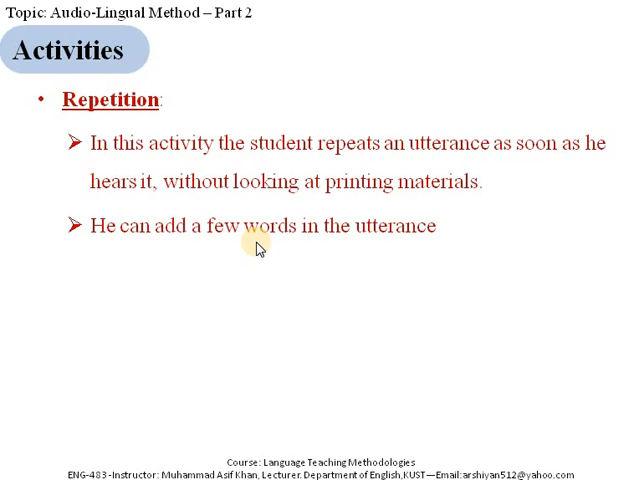 Topic: Audio-Lingual Method – Part 2
Activities
• Repetition:
➢ In this activity the student repeats an utterance as soon as he
hears it, without looking at printing materials.
➢ He can add a few words in the utterance
Course: Language Teaching Methodologies
ENG-483 -Instructor: Muhammad Asif Khan, Lecturer. Department of English,KUST—Email:arshiyan512@yahoo.com